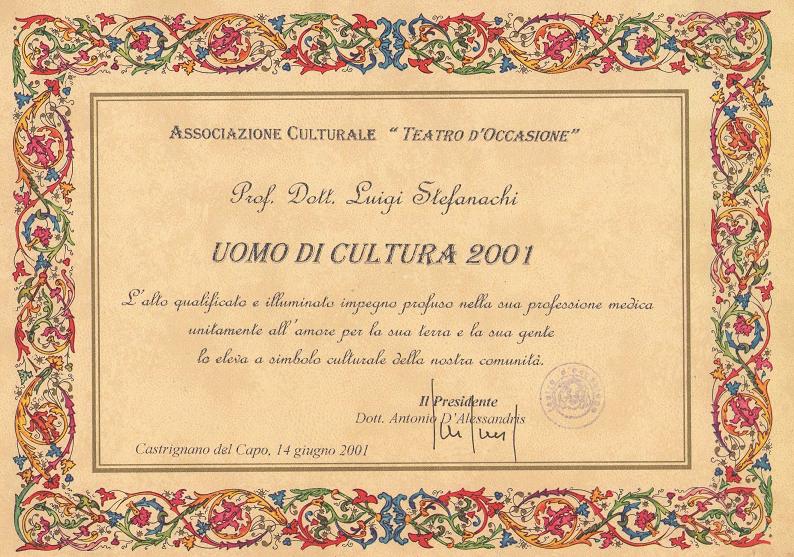 ASSOCIAZIONE CULTURALE " TEATRO D'OCCASIONE"
Prof. Dott. Luigi Stefanachi
UOMO DI CULTURA 2001
L'alto qualificato e illuminato impegno profuso nella sua professione medica
unitamente all'amore per la sua terra e la sua gente
lo eleva a simbolo culturale della nostra comunità.
Il Presidente
Dott. Antonio D'Alessandris
Castrignano del Capo, 14 giugno 2001